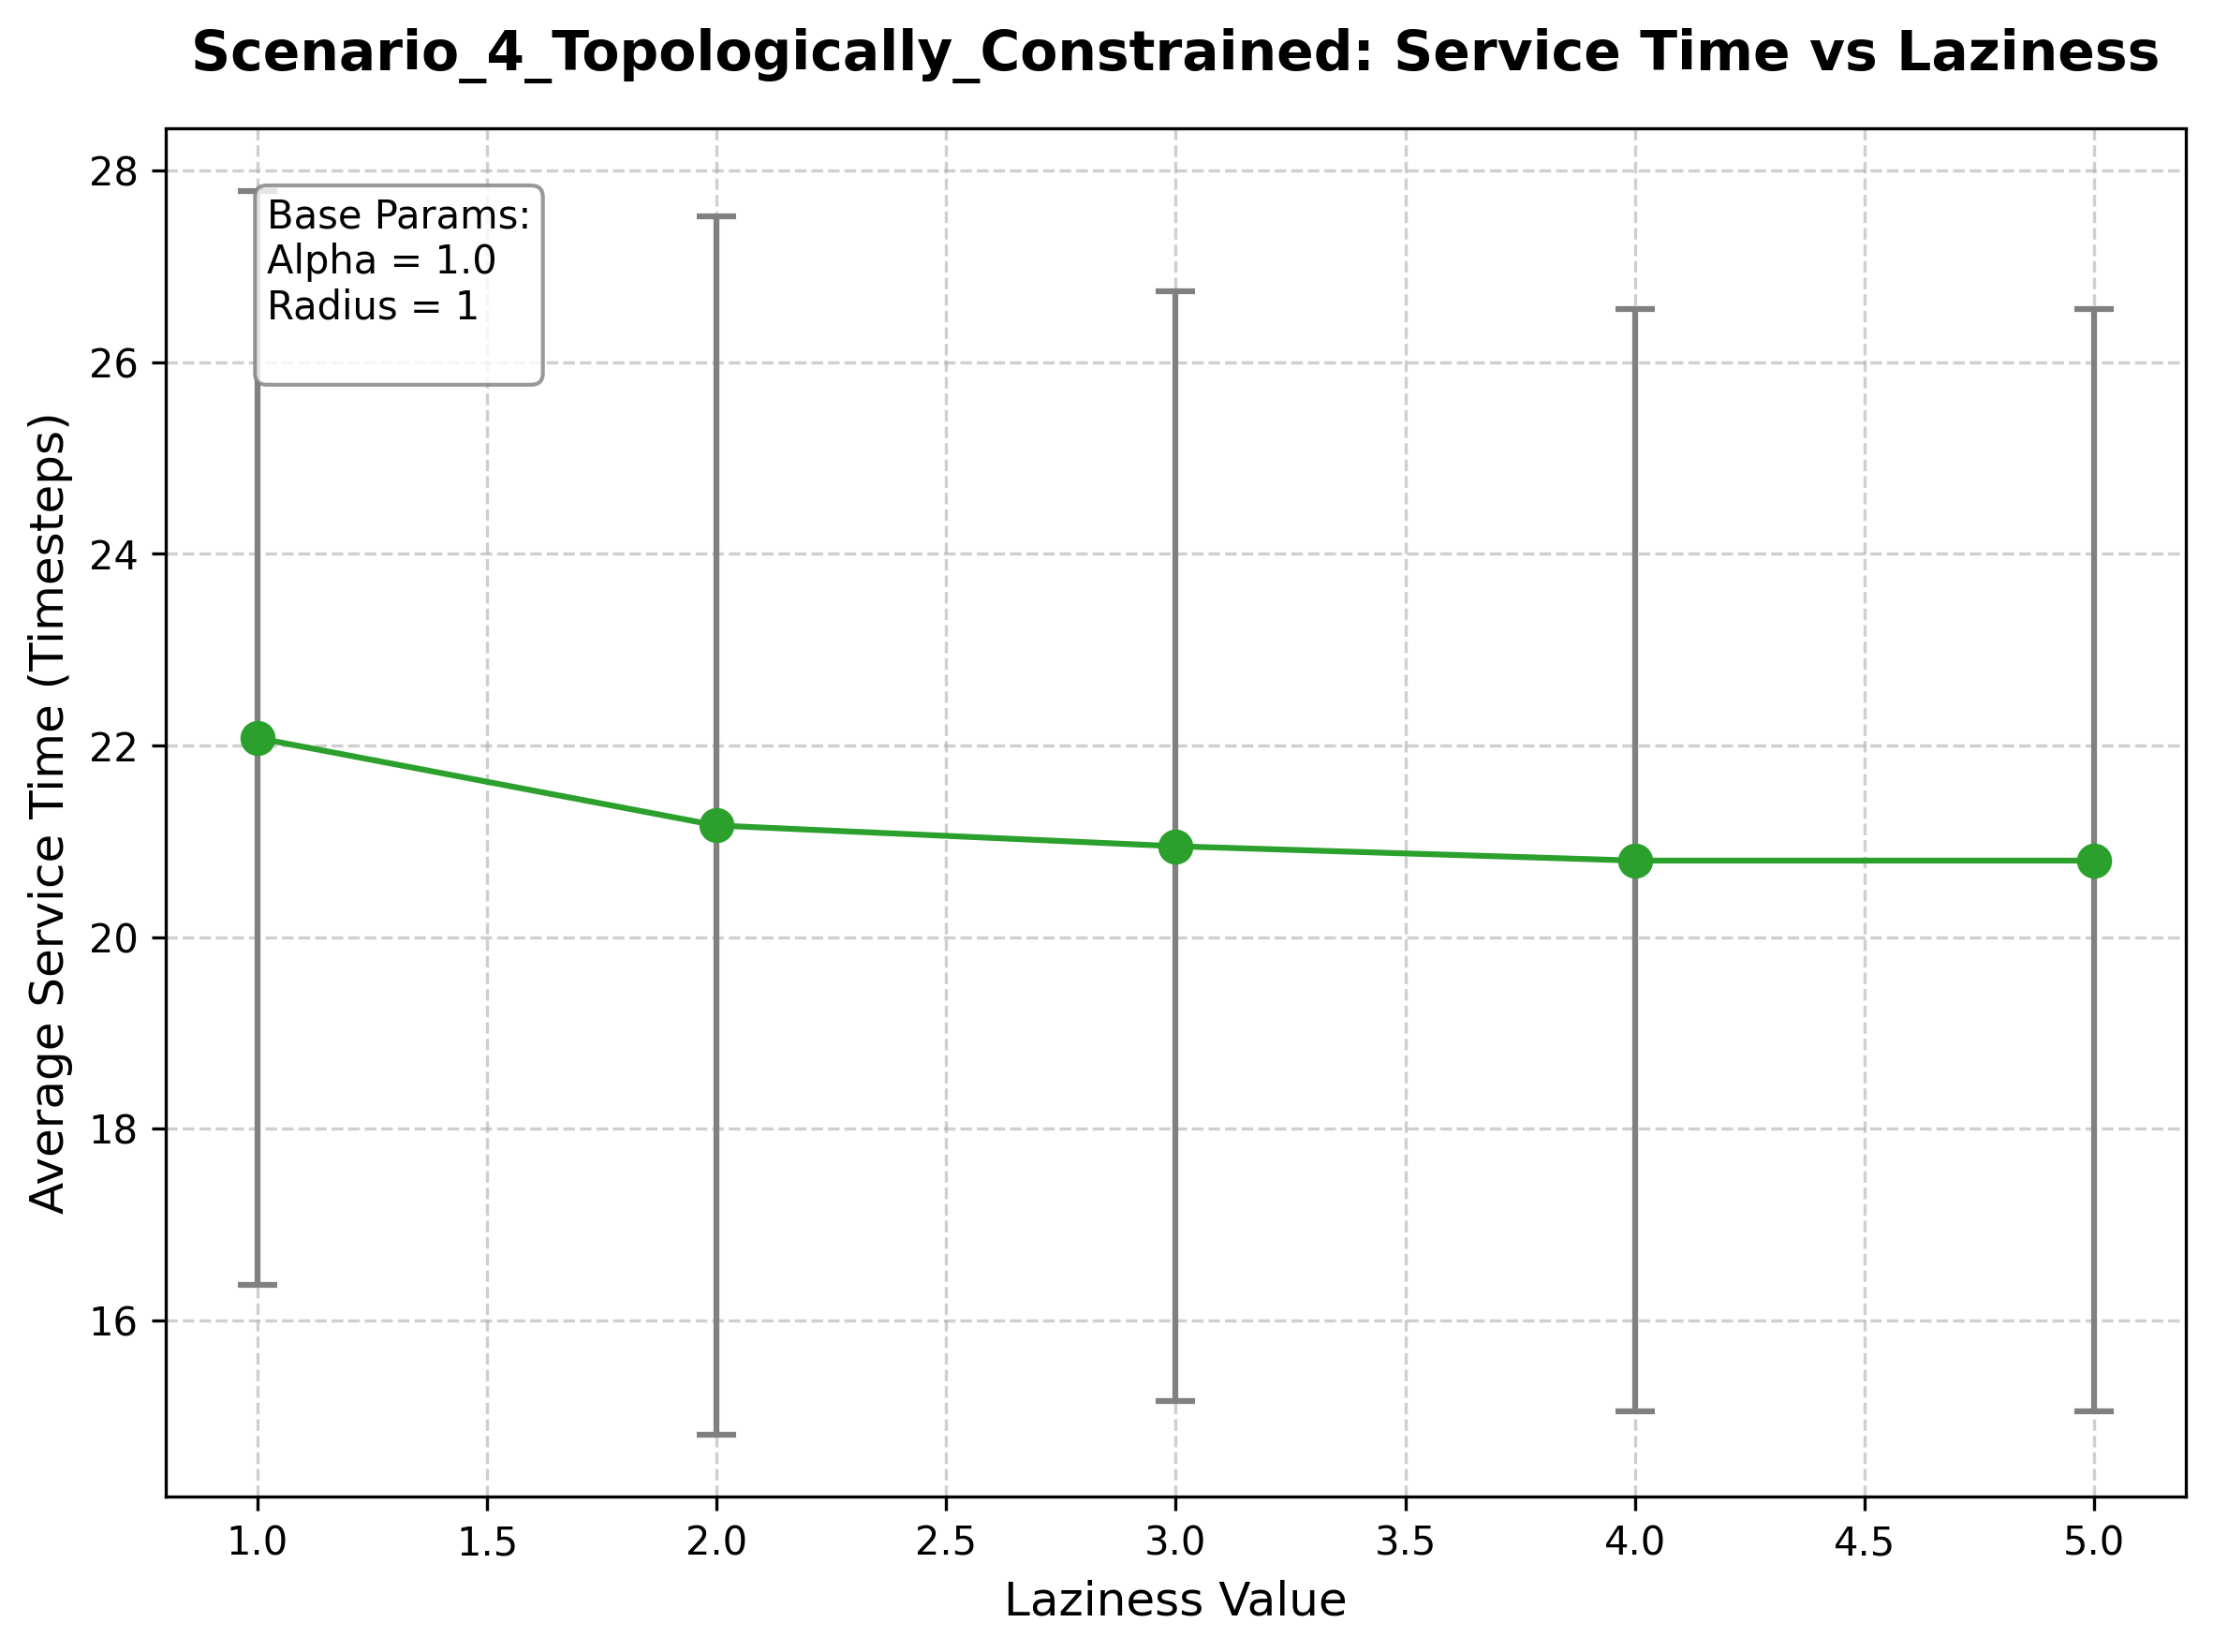 Scenario_4_Topologically_Constrained: Service Time vs Laziness
28
26
24
22
20
18
16
Average Service Time (Timesteps)
Base Params:
Alpha = 1.0
Radius = 1
1.0 1.5 2.0 2.5 3.0 3.5 4.0 4.5 5.0
Laziness Value